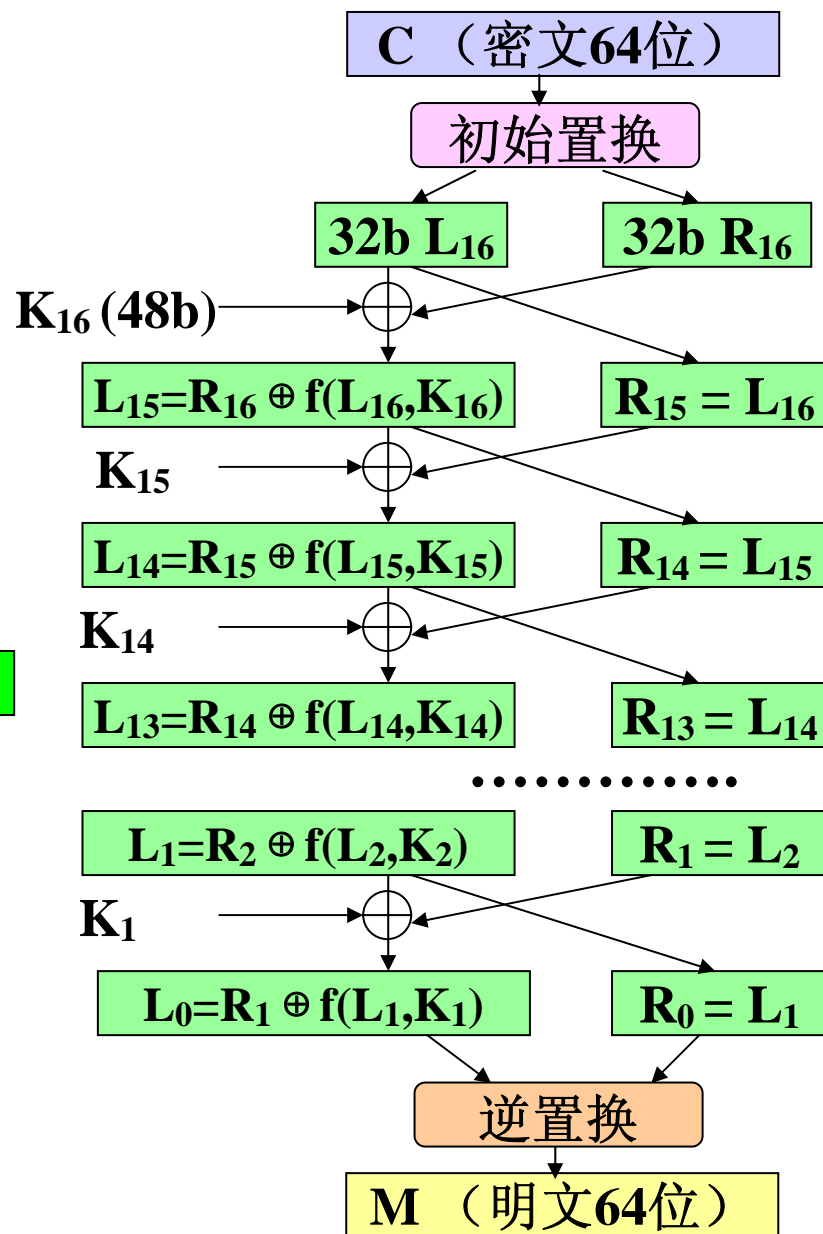 C （密文64位）
初始置换
32b L₁₆ 32b R₁₆
K₁₆ (48b)
L₁₅=R₁₆ ⊕ f(L₁₆,K₁₆) R₁₅ = L₁₆
K₁₅
L₁₄=R₁₅ ⊕ f(L₁₅,K₁₅) R₁₄ = L₁₅
K₁₄
L₁₃=R₁₄ ⊕ f(L₁₄,K₁₄) R₁₃ = L₁₄
••••••••••••••
L₁=R₂ ⊕ f(L₂,K₂) R₁ = L₂
K₁
L₀=R₁ ⊕ f(L₁,K₁) R₀ = L₁
逆置换
M （明文64位）